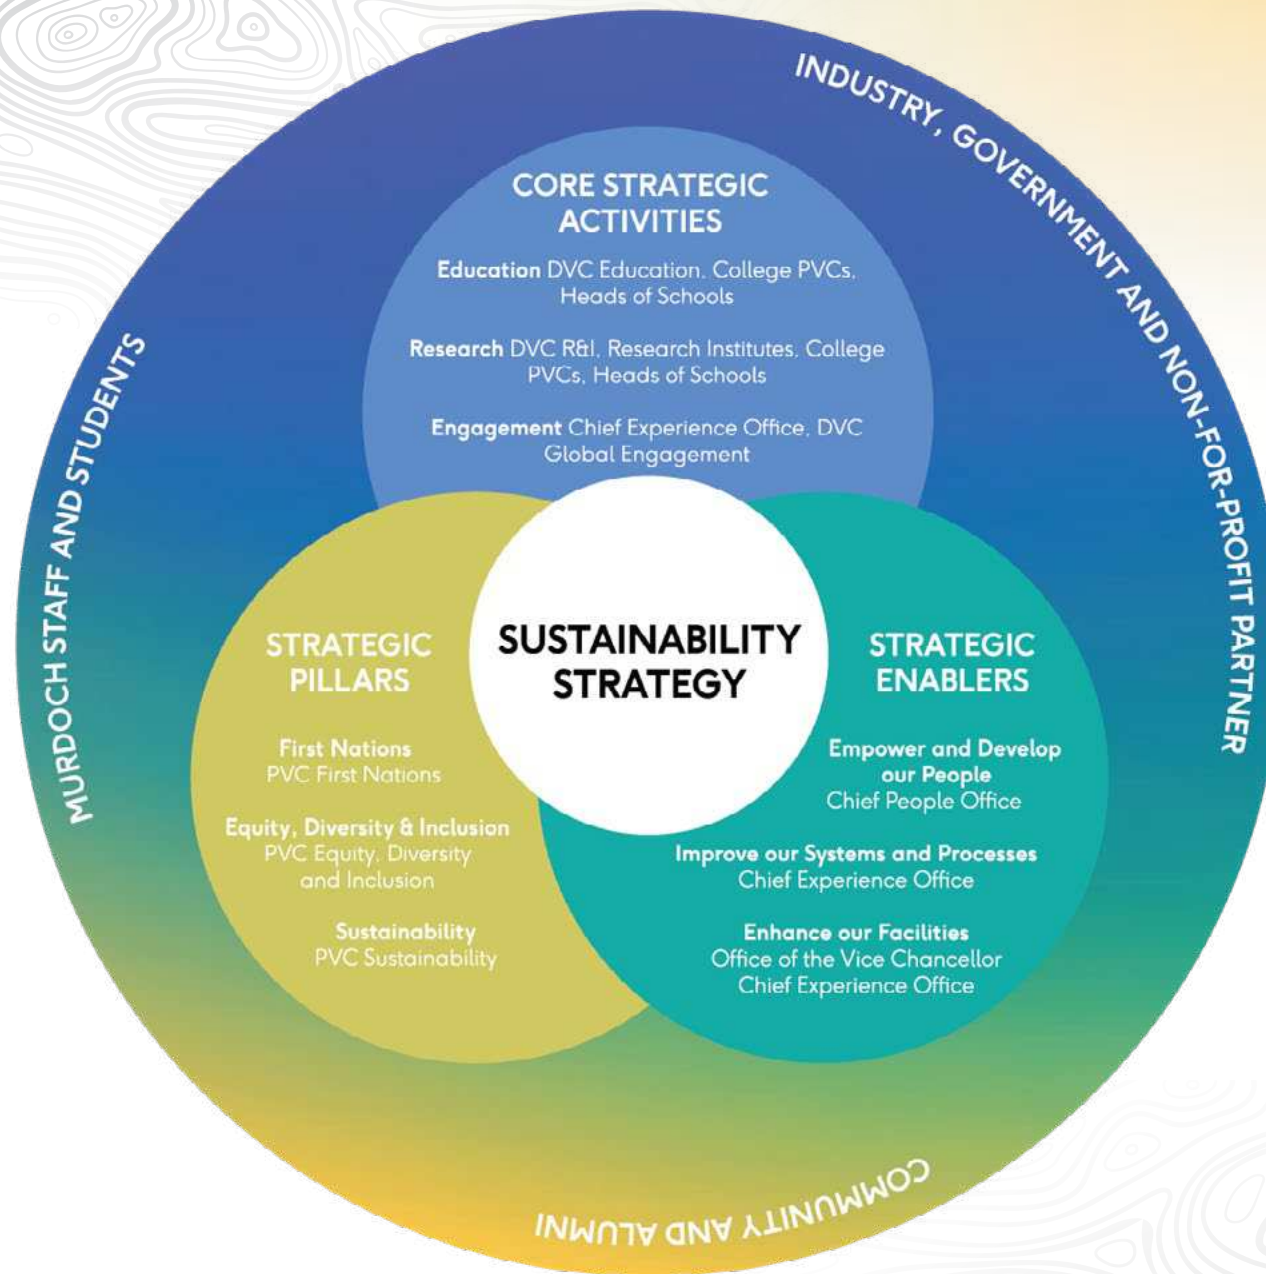 INDUSTRY, GOVERNMENT AND NON-FOR-PROFIT PARTNER
MURDOCH STAFF AND STUDENTS
CORE STRATEGIC
ACTIVITIES
Education DVC Education, College PVCs,
Heads of Schools
Research DVC R&I, Research Institutes, College
PVCs, Heads of Schools
Engagement Chief Experience Office, DVC
Global Engagement
SUSTAINABILITY
STRATEGY
STRATEGIC
PILLARS
First Nations
PVC First Nations
Equity, Diversity & Inclusion
PVC Equity, Diversity
and Inclusion
Sustainability
PVC Sustainability
STRATEGIC
ENABLERS
Empower and Develop
our People
Chief People Office
Improve our Systems and Processes
Chief Experience Office
Enhance our Facilities
Office of the Vice Chancellor
Chief Experience Office
COMMUNITY AND ALUMNI